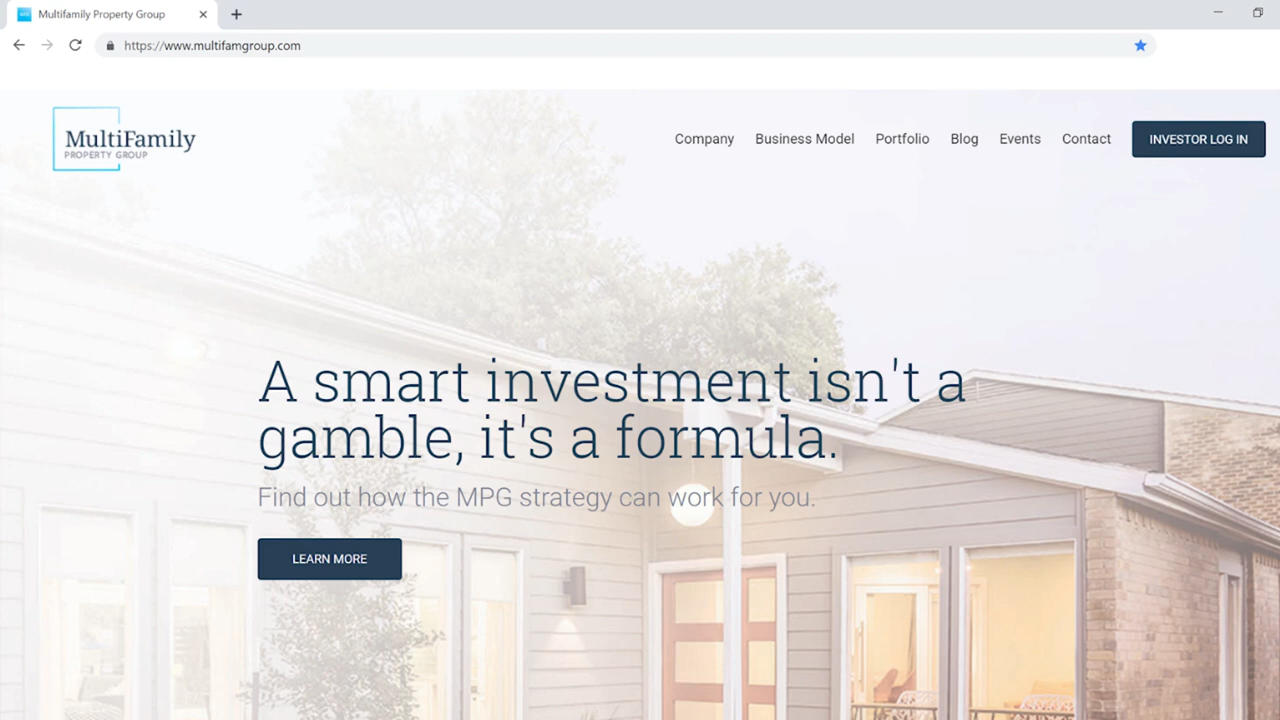 Multifamily Property Group
https://www.multifamgroup.com
MultiFamily
PROPERTY GROUP
Company Business Model Portfolio Blog Events Contact INVESTOR LOG IN
A smart investment isn't a
gamble, it's a formula.
Find out how the MPG strategy can work for you.
LEARN MORE